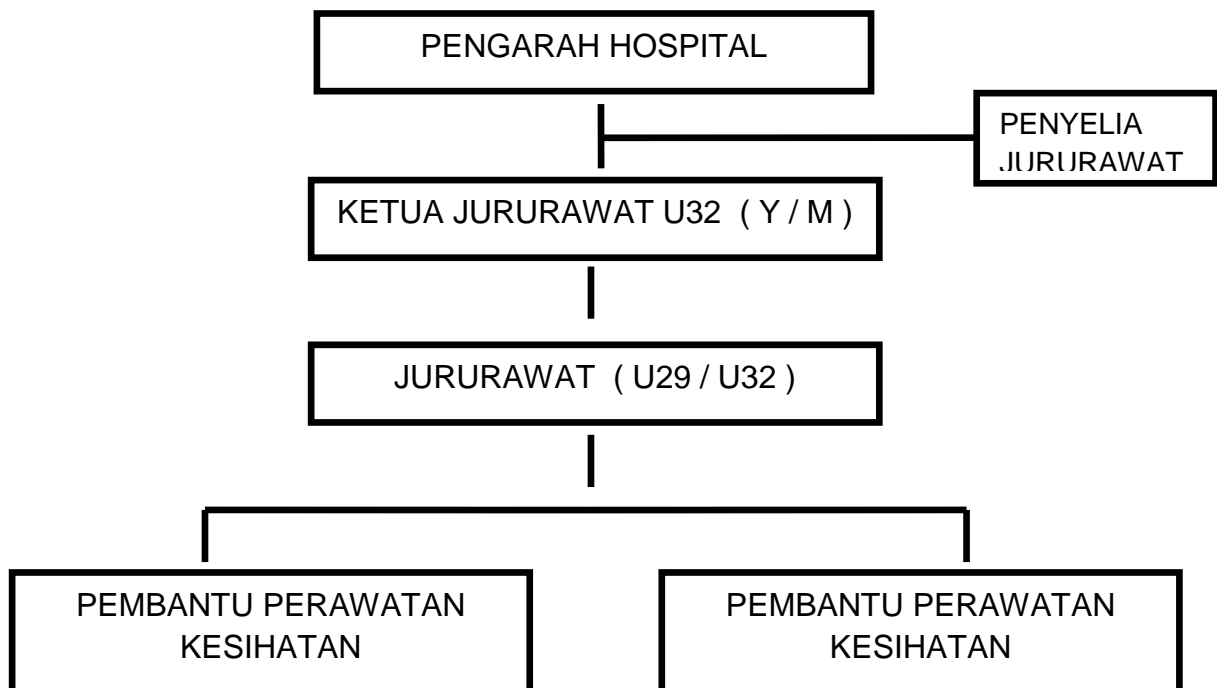 PENGARAH HOSPITAL
PENYELIA
JURURAWAT
KETUA JURURAWAT U32 ( Y / M )
JURURAWAT ( U29 / U32 )
PEMBANTU PERAWATAN
KESIHATAN
PEMBANTU PERAWATAN
KESIHATAN